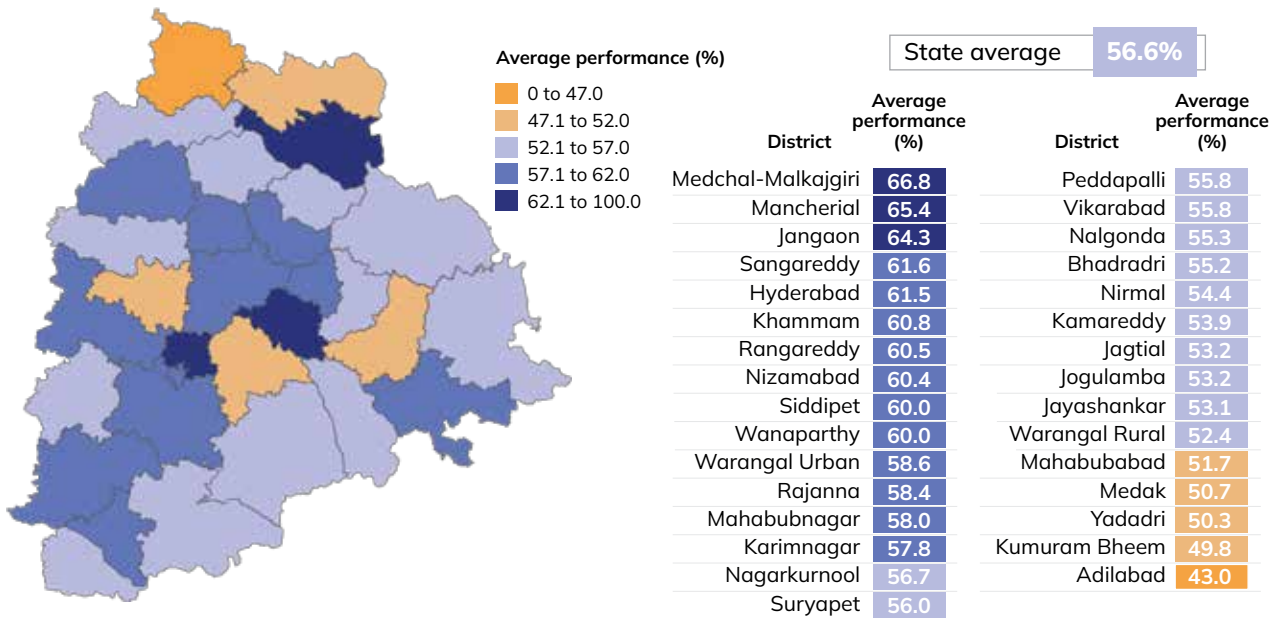 Average performance (%)
0 to 47.0
47.1 to 52.0
52.1 to 57.0
57.1 to 62.0
62.1 to 100.0
State average 56.6%
District Average performance (%)
Medchal-Malkajgiri 66.8
Mancherial 65.4
Jangaon 64.3
Sangareddy 61.6
Hyderabad 61.5
Khammam 60.8
Rangareddy 60.5
Nizamabad 60.4
Siddipet 60.0
Wanaparthy 60.0
Warangal Urban 58.6
Rajanna 58.4
Mahabubnagar 58.0
Karimnagar 57.8
Nagarkurnool 56.7
Suryapet 56.0
District Average performance (%)
Peddapalli 55.8
Vikarabad 55.8
Nalgonda 55.3
Bhadradri 55.2
Nirmal 54.4
Kamareddy 53.9
Jagtial 53.2
Jogulamba 53.2
Jayashankar 53.1
Warangal Rural 52.4
Mahabubabad 51.7
Medak 50.7
Yadadri 50.3
Kumuram Bheem 49.8
Adilabad 43.0